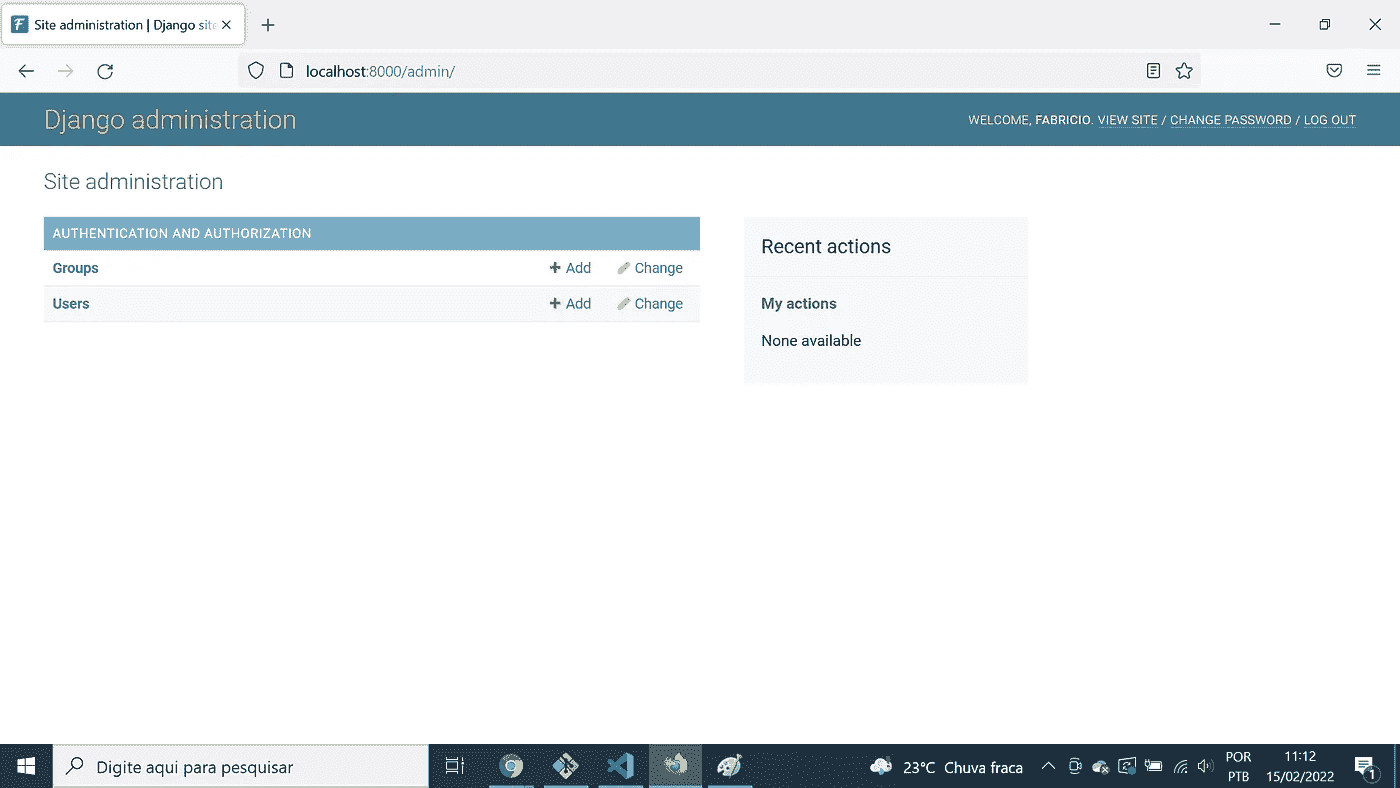 Site administration | Django site
localhost:8000/admin/
Django administration
WELCOME, FABRICIO. VIEW SITE / CHANGE PASSWORD / LOG OUT
Site administration
AUTHENTICATION AND AUTHORIZATION
Groups Add Change
Users Add Change
Recent actions
My actions
None available
Digite aqui para pesquisar
23°C Chuva fraca
POR
PTB
11:12
15/02/2022
1